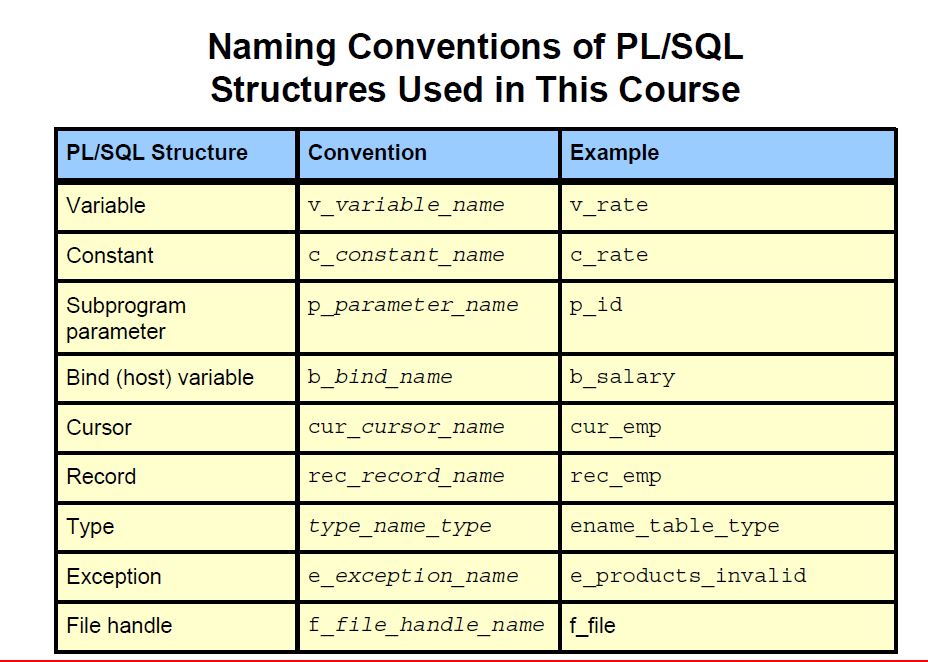 Naming Conventions of PL/SQL
Structures Used in This Course
PL/SQL Structure Convention Example
Variable v_variable_name v_rate
Constant c_constant_name c_rate
Subprogram
parameter p_parameter_name p_id
Bind (host) variable b_bind_name b_salary
Cursor cur_cursor_name cur_emp
Record rec_record_name rec_emp
Type type_name_type ename_table_type
Exception e_exception_name e_products_invalid
File handle f_file_handle_name f_file